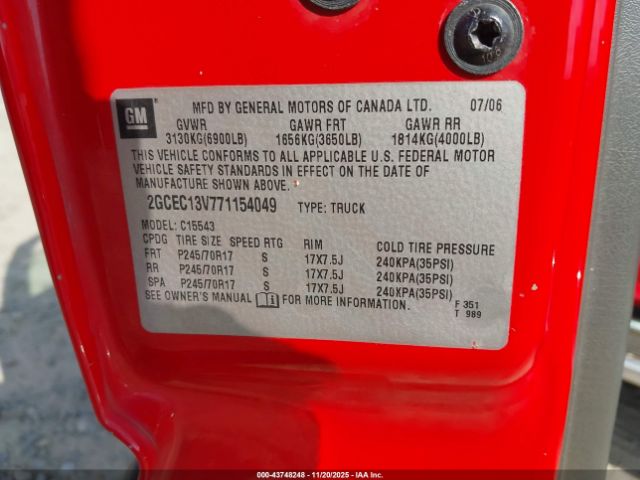 GM
MFD BY GENERAL MOTORS OF CANADA LTD. 07/06
GVWR GAWR FRT GAWR RR
3130KG(6900LB) 1656KG(3650LB) 1814KG(4000LB)
THIS VEHICLE CONFORMS TO ALL APPLICABLE U.S. FEDERAL MOTOR
VEHICLE SAFETY STANDARDS IN EFFECT ON THE DATE OF
MANUFACTURE SHOWN ABOVE.
2GCEC13V771154049 TYPE: TRUCK
MODEL: C15543
CPDG TIRE SIZE SPEED RTG RIM COLD TIRE PRESSURE
FRT P245/70R17 S 17X7.5J 240KPA(35PSI)
RR P245/70R17 S 17X7.5J 240KPA(35PSI)
SPA P245/70R17 S 17X7.5J 240KPA(35PSI)
SEE OWNER'S MANUAL FOR MORE INFORMATION. F 351
T 989
000-43748248 - 11/20/2025 - IAAI.COM